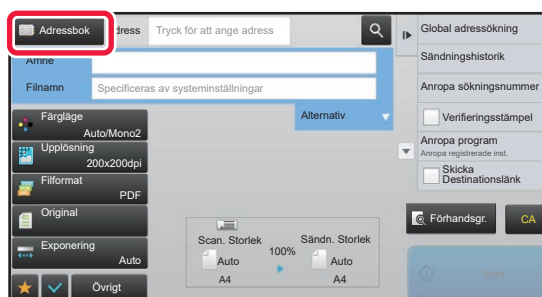 Adressbok
dress
Tryck för att ange adress
Ämne
Filnamn
Specificeras av systeminställningar
Alternativ
Färgläge
Auto/Mono2
Upplösning
200x200dpi
Filformat
PDF
Original
Exponering
Auto
Övrigt
Scan. Storlek
Auto
A4
100%
Sändn. Storlek
Auto
A4
Global adressökning
Sändningshistorik
Anropa sökningsnummer
Verifieringsstämpel
Anropa program
Anropa registrerade inst.
Skicka
Destinationslänk
Förhandsgr.
CA
Start